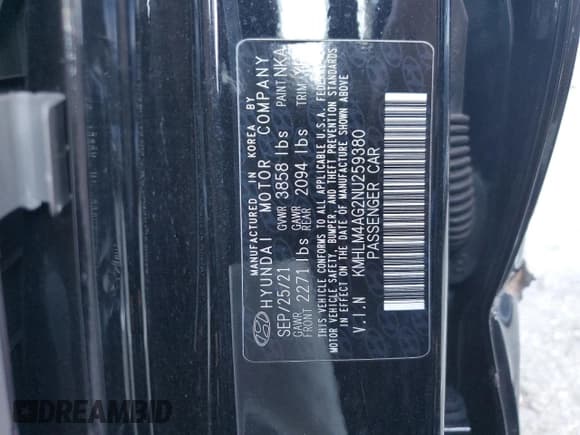 MANUFACTURED IN KOREA BY
HYUNDAI MOTOR COMPANY
SEP/25/21 GVWR 3858 lbs PAINT NKA
GAWR FRONT 2271 lbs GAWR REAR 2094 lbs TRIM
THIS VEHICLE CONFORMS TO ALL APPLICABLE U.S.A. FEDERAL
MOTOR VEHICLE SAFETY, BUMPER, AND THEFT PREVENTION STANDARDS
IN EFFECT ON THE DATE OF MANUFACTURE SHOWN ABOVE
V.I.N KMHLM4AG2NU259380
PASSENGER CAR
DREAMBID